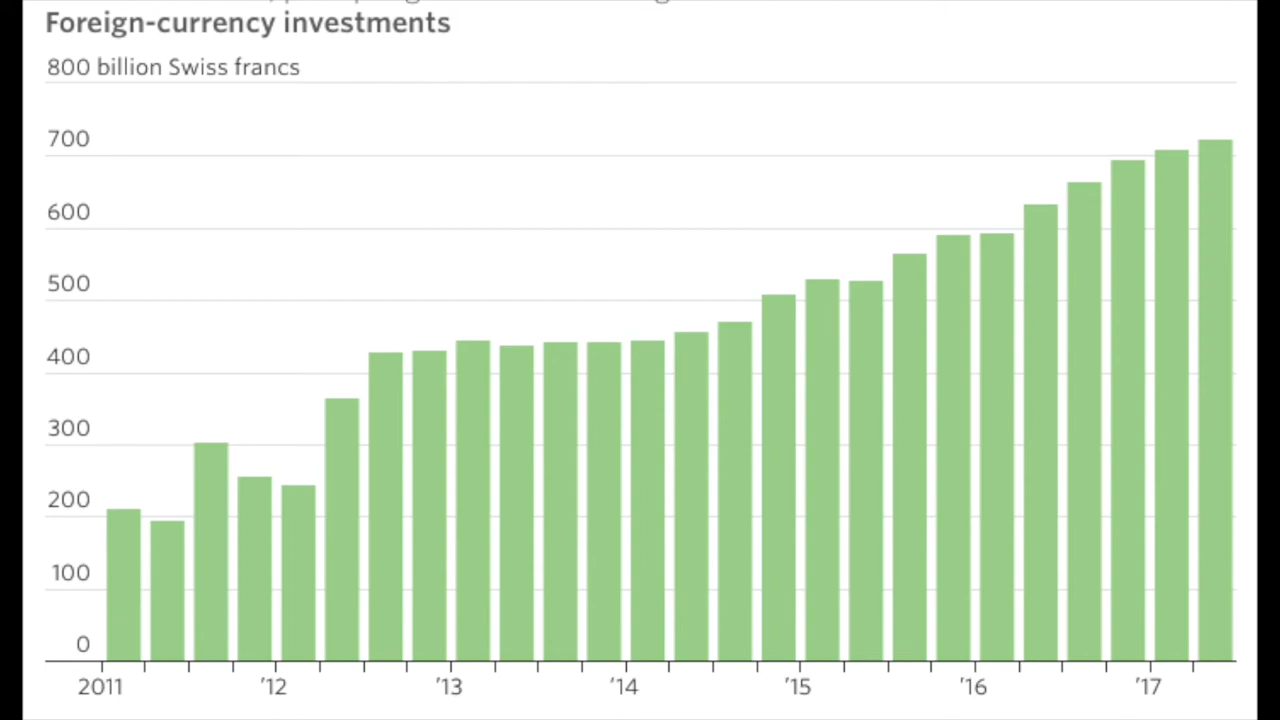 Foreign-currency investments
800 billion Swiss francs
700
600
500
400
300
200
100
0
2011 ’12 ’13 ’14 ’15 ’16 ’17